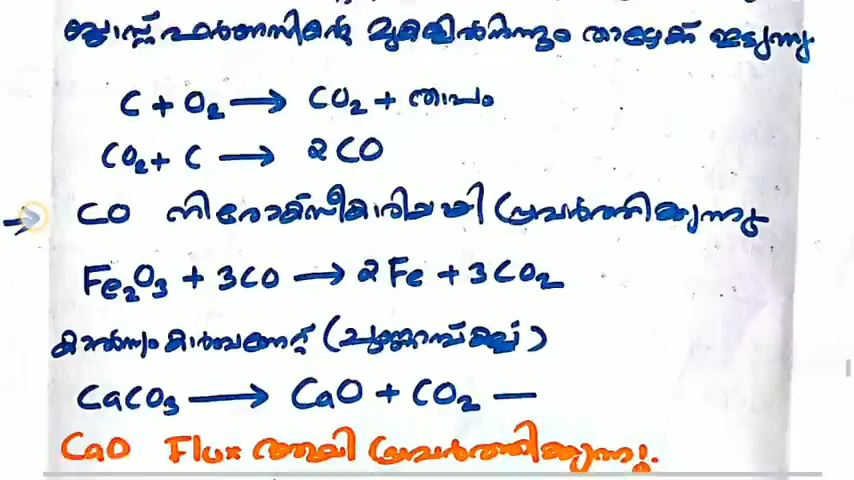 ബ്ലാസ്റ്റ് ഫർണസിന്റെ മുകളിൽനിന്നും താഴേക്ക് ഇടുന്നു
C + O₂ → CO₂ + താപം
CO₂ + C → 2CO
→ CO നിരോക്സീകാരിയായി പ്രവർത്തിക്കുന്നു
Fe₂O₃ + 3CO → 2Fe + 3CO₂
കാൽസ്യം കാർബണേറ്റ് (ചുണ്ണാമ്പ് കല്ല്)
CaCO₃ → CaO + CO₂ —
CaO Flux ആയി പ്രവർത്തിക്കുന്നു.